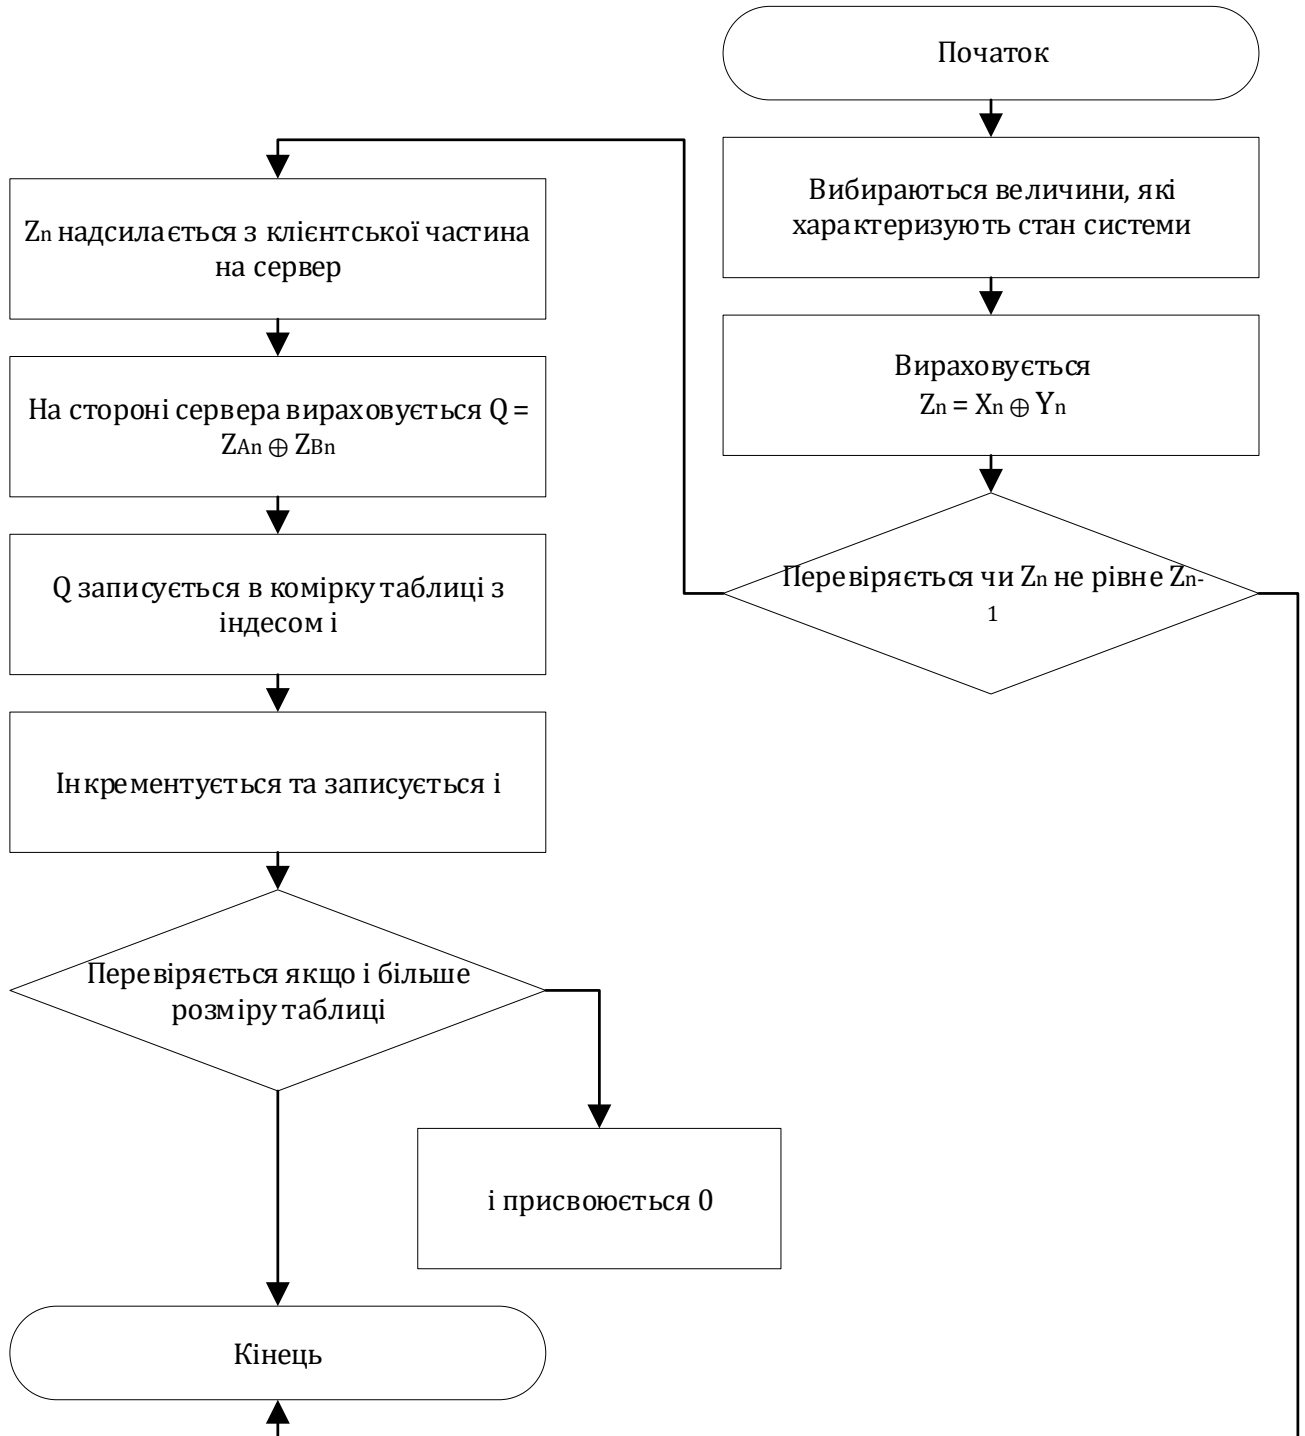 Початок
Вибираються величини, які
характеризують стан системи
Вираховується
Zn = Xn ⊕ Yn
Перевіряється чи Zn не рівне Zn-
1
Zn надсилається з клієнтської частина
на сервер
На стороні сервера вираховується Q =
ZAn ⊕ ZBn
Q записується в комірку таблиці з
індесом і
Інкрементується та записується і
Перевіряється якщо і більше
розміру таблиці
і присвоюється 0
Кінець